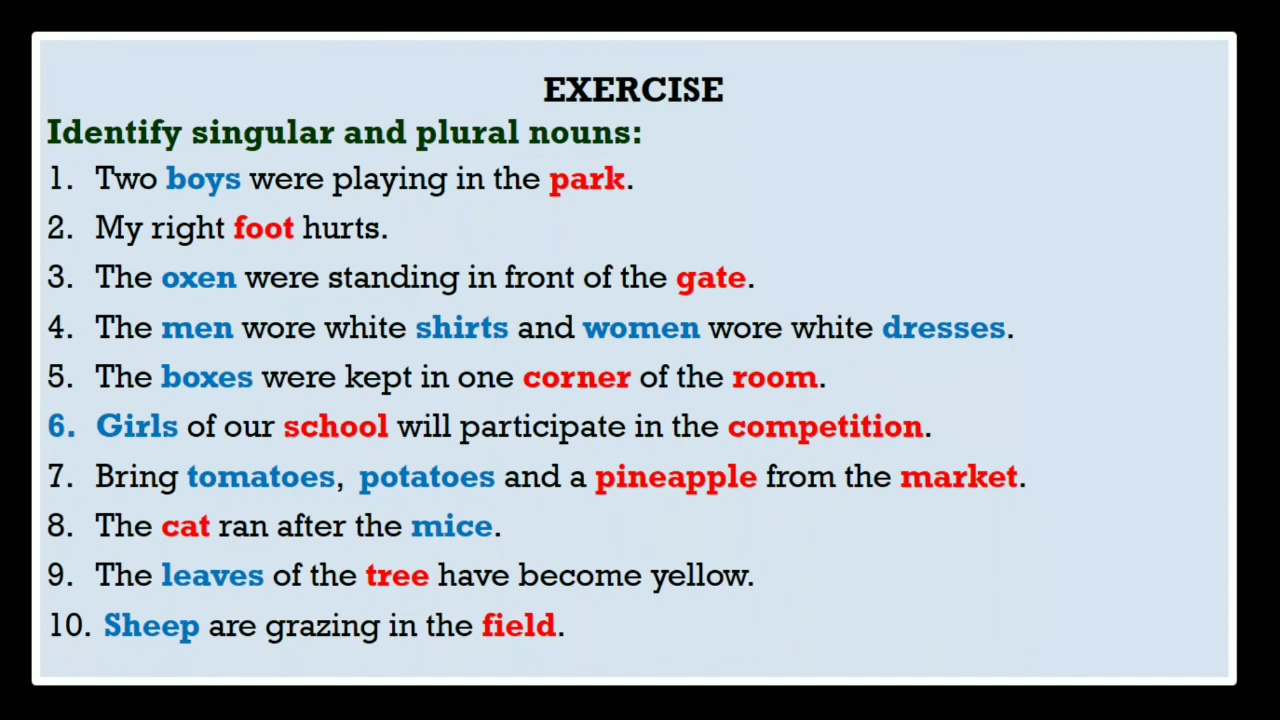 EXERCISE
Identify singular and plural nouns:
1. Two boys were playing in the park.
2. My right foot hurts.
3. The oxen were standing in front of the gate.
4. The men wore white shirts and women wore white dresses.
5. The boxes were kept in one corner of the room.
6. Girls of our school will participate in the competition.
7. Bring tomatoes, potatoes and a pineapple from the market.
8. The cat ran after the mice.
9. The leaves of the tree have become yellow.
10. Sheep are grazing in the field.